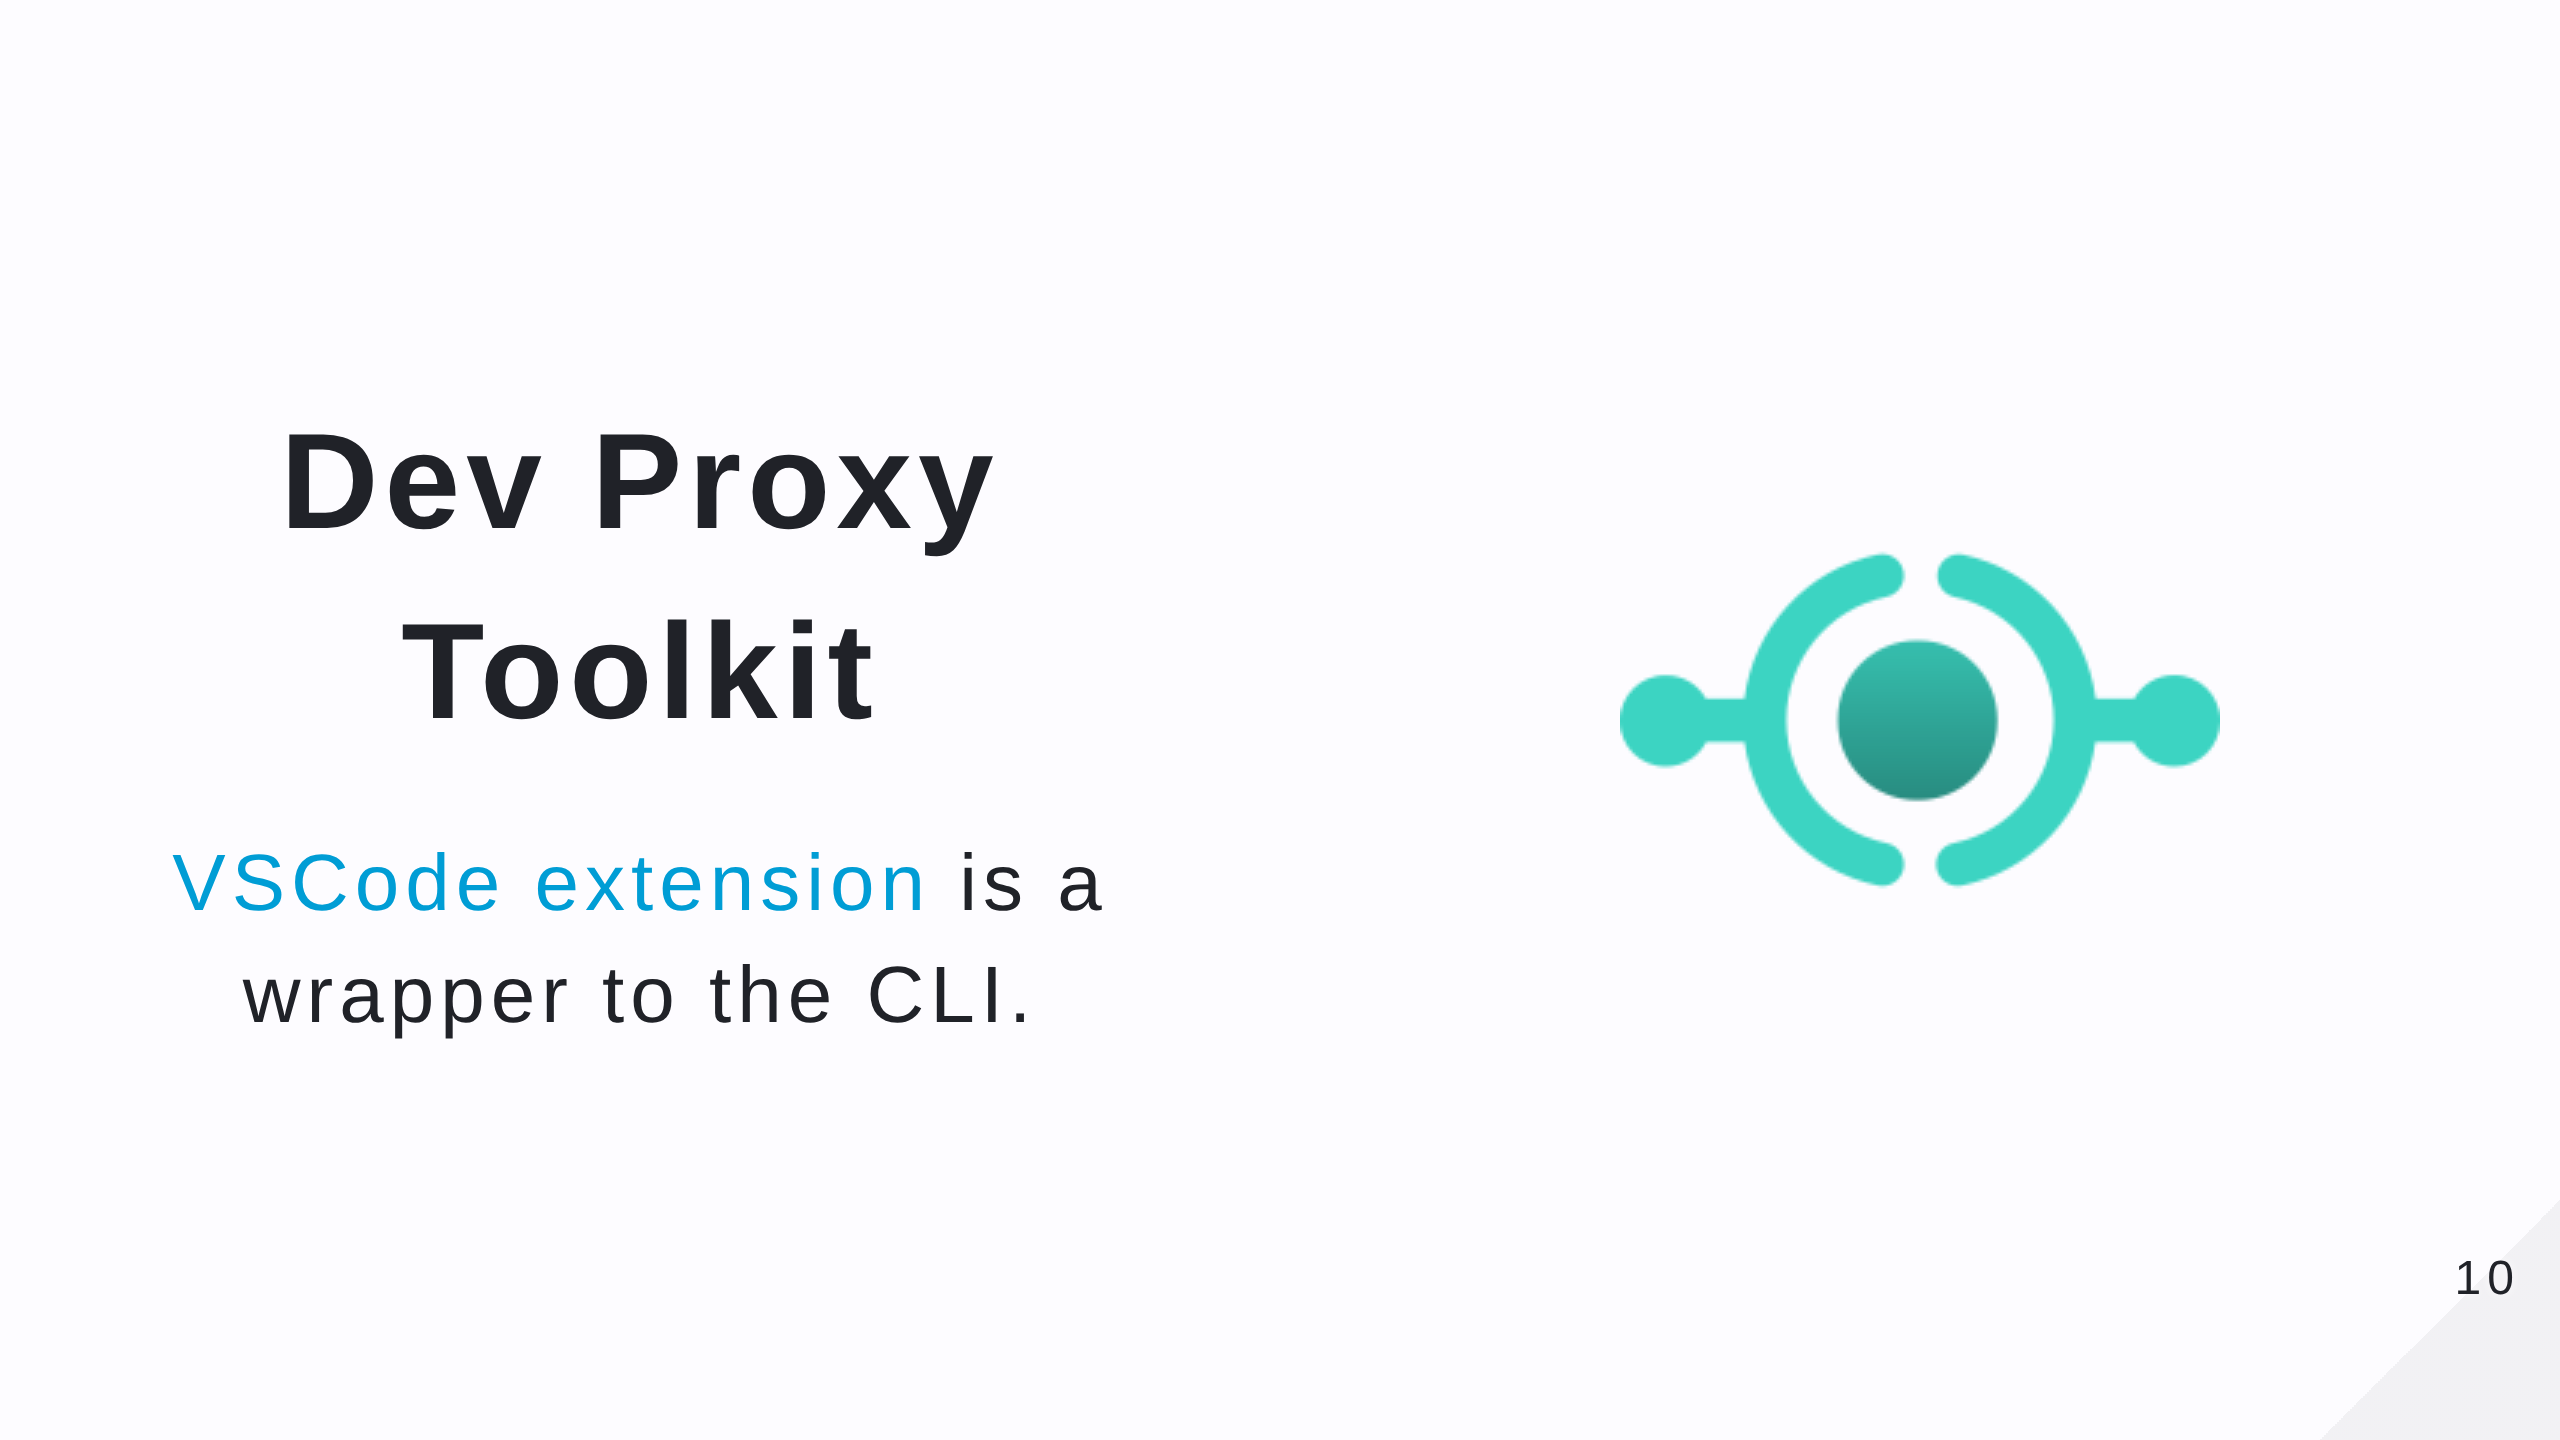 Dev Proxy
Toolkit
VSCode extension is a
wrapper to the CLI.
10